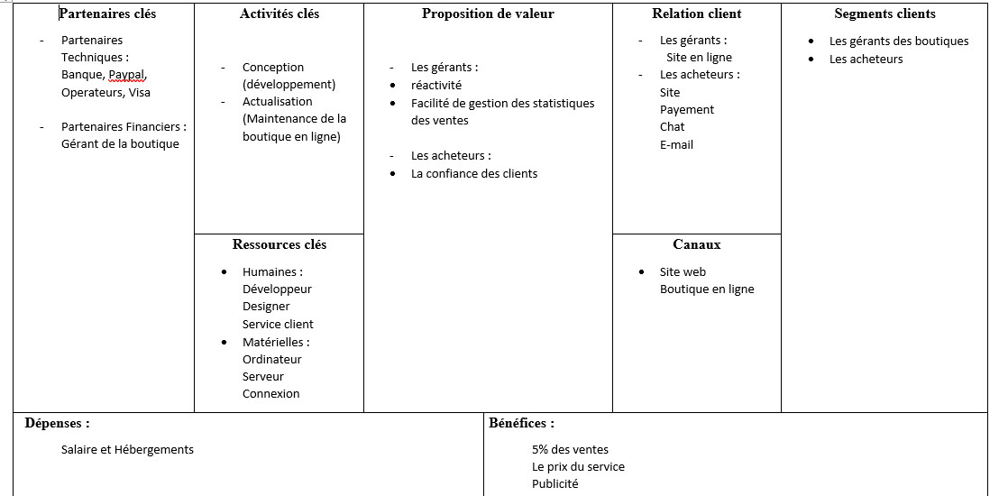 Partenaires clés
- Partenaires
Techniques :
Banque, Paypal,
Operateurs, Visa
- Partenaires Financiers :
Gérant de la boutique
Activités clés
- Conception
(développement)
- Actualisation
(Maintenance de la
boutique en ligne)
Ressources clés
• Humaines :
Développeur
Designer
Service client
• Matérielles :
Ordinateur
Serveur
Connexion
Proposition de valeur
- Les gérants :
• réactivité
• Facilité de gestion des statistiques
des ventes
- Les acheteurs :
• La confiance des clients
Relation client
- Les gérants :
Site en ligne
- Les acheteurs :
Site
Payement
Chat
E-mail
Canaux
• Site web
Boutique en ligne
Segments clients
• Les gérants des boutiques
• Les acheteurs
Dépenses :
Salaire et Hébergements
Bénéfices :
5% des ventes
Le prix du service
Publicité